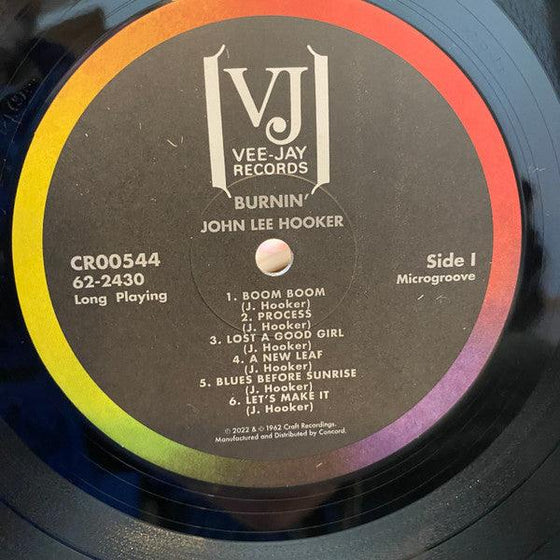 VJ
VEE-JAY
RECORDS
BURNIN'
JOHN LEE HOOKER
CR00544
62-2430
Long Playing
Side I
Microgroove
1. BOOM BOOM
(J. Hooker)
2. PROCESS
(J. Hooker)
3. LOST A GOOD GIRL
(J. Hooker)
4. A NEW LEAF
(J. Hooker)
5. BLUES BEFORE SUNRISE
(J. Hooker)
6. LET'S MAKE IT
(J. Hooker)
℗ 2022 & © 1962 Craft Recordings.
Manufactured and Distributed by Concord.